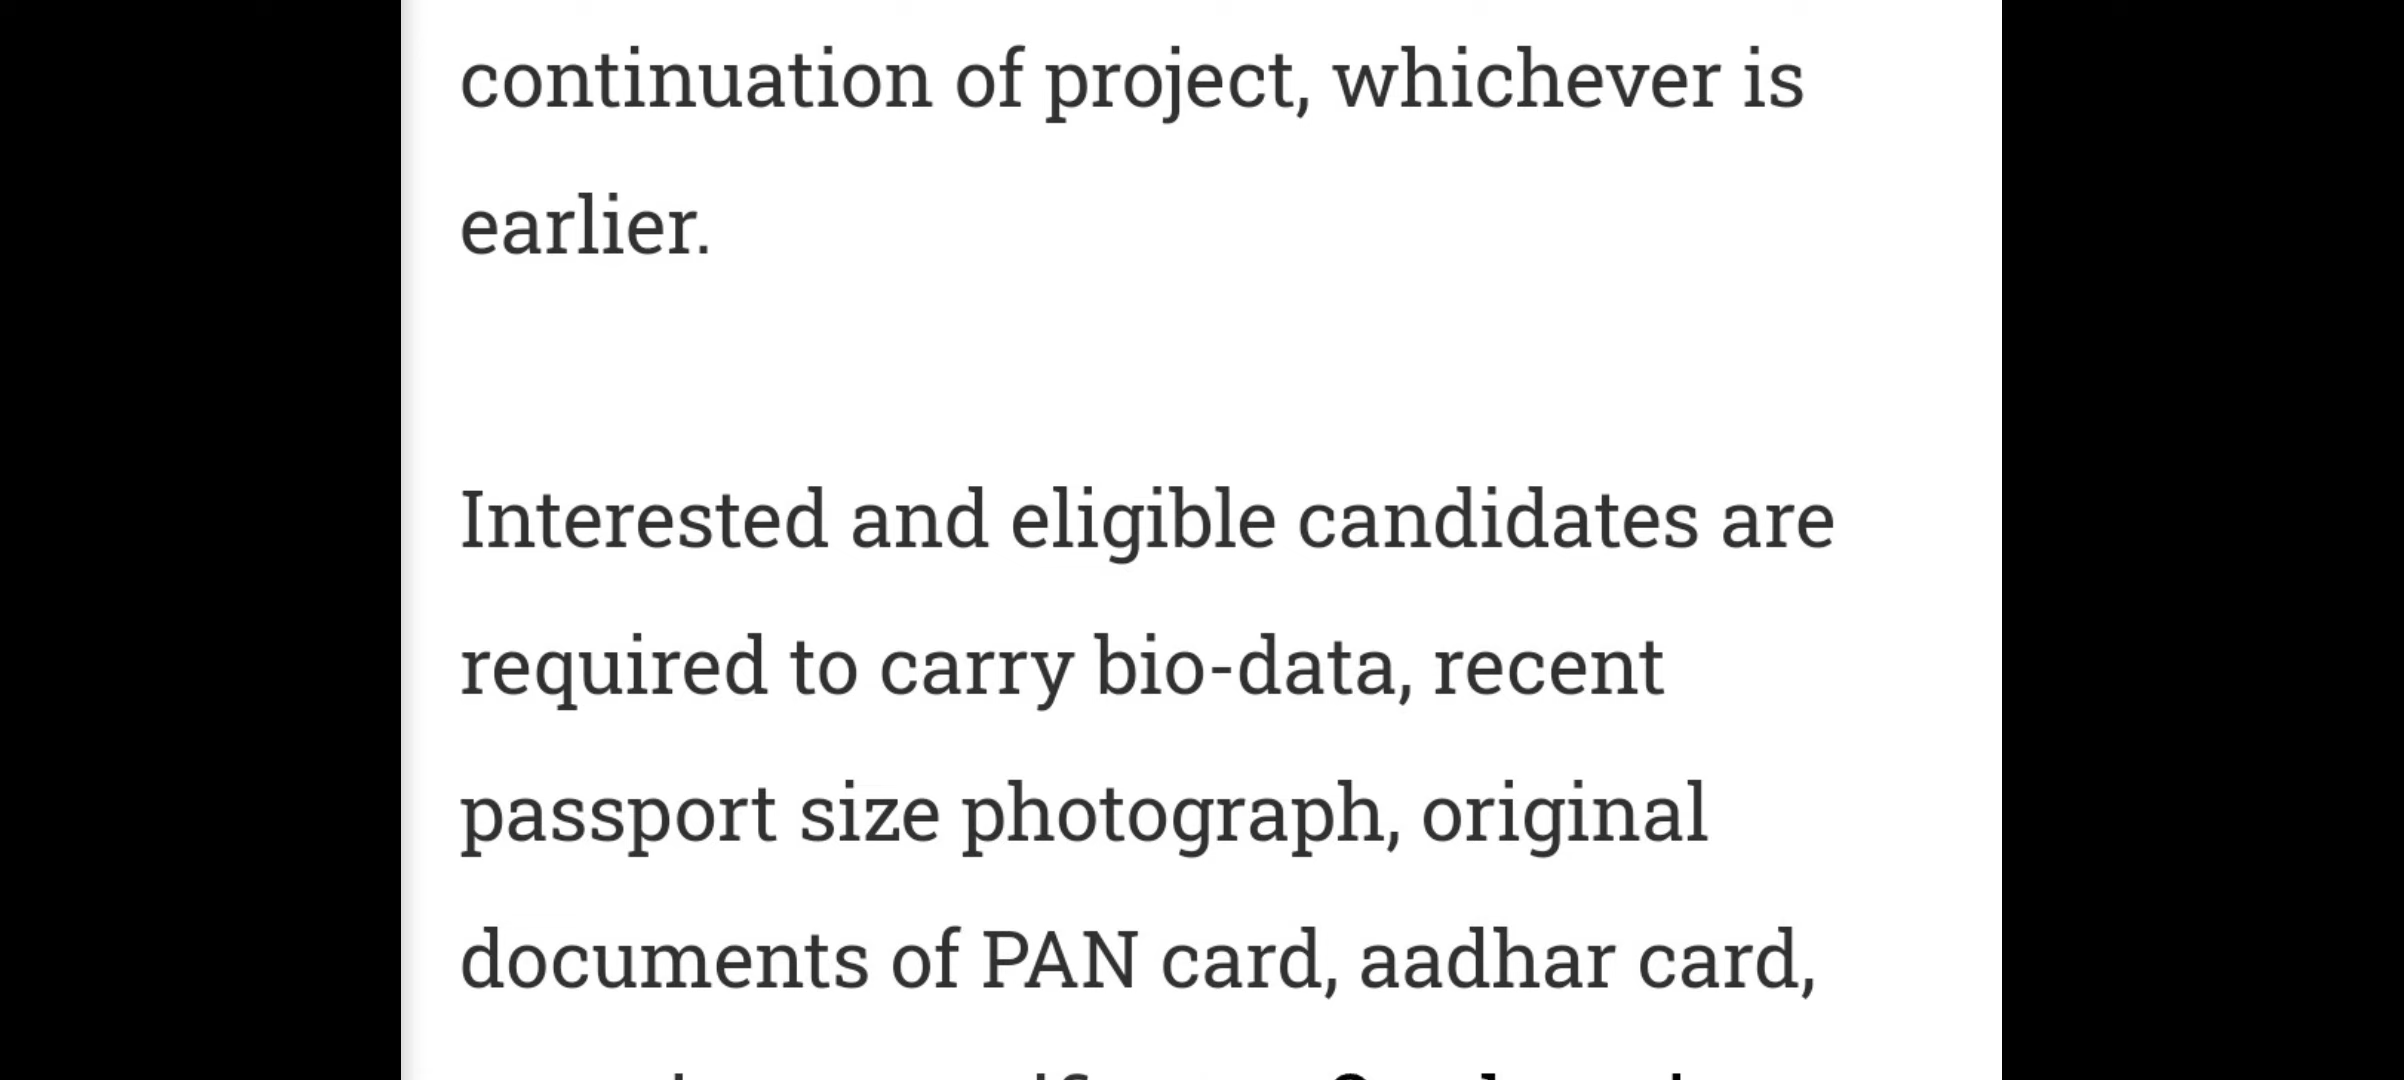 continuation of project, whichever is
earlier.
Interested and eligible candidates are
required to carry bio-data, recent
passport size photograph, original
documents of PAN card, aadhar card,